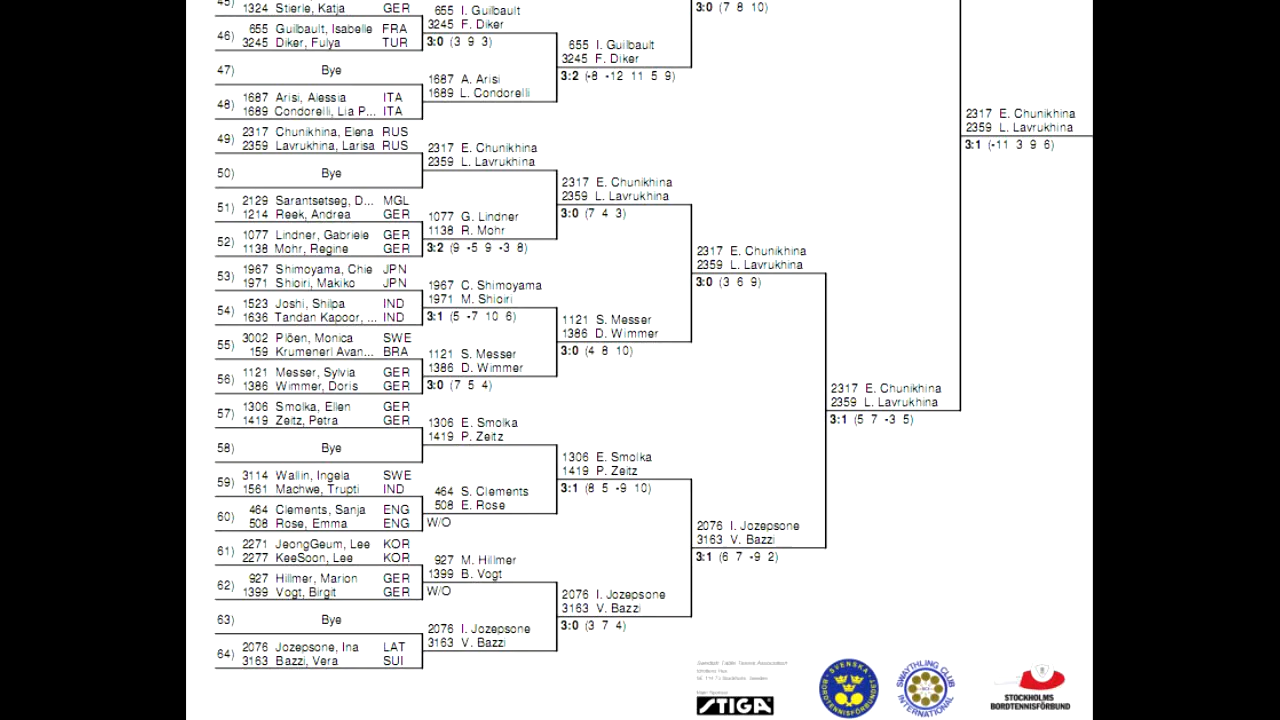 45)
1324 Stierle, Katja GER
46) 655 Guilbault, Isabelle FRA
3245 Diker, Fulya TUR
47) Bye
48) 1687 Arisi, Alessia ITA
1689 Condorelli, Lia P... ITA
49) 2317 Chunikhina, Elena RUS
2359 Lavrukhina, Larisa RUS
50) Bye
51) 2129 Sarantsetseg, D... MGL
1214 Reek, Andrea GER
52) 1077 Lindner, Gabriele GER
1138 Mohr, Regine GER
53) 1967 Shimoyama, Chie JPN
1971 Shioiri, Makiko JPN
54) 1523 Joshi, Shilpa IND
1636 Tandan Kapoor, ... IND
55) 3002 Plöen, Monica SWE
159 Krumenerl Avan... BRA
56) 1121 Messer, Sylvia GER
1386 Wimmer, Doris GER
57) 1306 Smolka, Ellen GER
1419 Zeitz, Petra GER
58) Bye
59) 3114 Wallin, Ingela SWE
1561 Machwe, Trupti IND
60) 464 Clements, Sanja ENG
508 Rose, Emma ENG
61) 2271 JeongGeum, Lee KOR
2277 KeeSoon, Lee KOR
62) 927 Hillmer, Marion GER
1399 Vogt, Birgit GER
63) Bye
64) 2076 Jozepsone, Ina LAT
3163 Bazzi, Vera SUI
655 I. Guilbault
3245 F. Diker
3:0 (3 9 3)
1687 A. Arisi
1689 L. Condorelli
2317 E. Chunikhina
2359 L. Lavrukhina
1077 G. Lindner
1138 R. Mohr
3:2 (9 -5 9 -3 8)
1967 C. Shimoyama
1971 M. Shioiri
3:1 (5 -7 10 6)
1121 S. Messer
1386 D. Wimmer
3:0 (7 5 4)
1306 E. Smolka
1419 P. Zeitz
464 S. Clements
508 E. Rose
W/O
927 M. Hillmer
1399 B. Vogt
W/O
2076 I. Jozepsone
3163 V. Bazzi
655 I. Guilbault
3245 F. Diker
3:2 (-8 -12 11 5 9)
2317 E. Chunikhina
2359 L. Lavrukhina
3:0 (7 4 3)
1121 S. Messer
1386 D. Wimmer
3:0 (4 8 10)
1306 E. Smolka
1419 P. Zeitz
3:1 (8 5 -9 10)
2076 I. Jozepsone
3163 V. Bazzi
3:0 (3 7 4)
3:0 (7 8 10)
2317 E. Chunikhina
2359 L. Lavrukhina
3:0 (3 6 9)
2076 I. Jozepsone
3163 V. Bazzi
3:1 (6 7 -9 2)
2317 E. Chunikhina
2359 L. Lavrukhina
3:1 (5 7 -3 5)
2317 E. Chunikhina
2359 L. Lavrukhina
3:1 (-11 3 9 6)
Swedish Table Tennis Association
STIGA
SVENSKA BORDTENNISFÖRBUNDET
SWAYTHLING CLUB INTERNATIONAL
STOCKHOLMS
BORDTENNISFÖRBUND